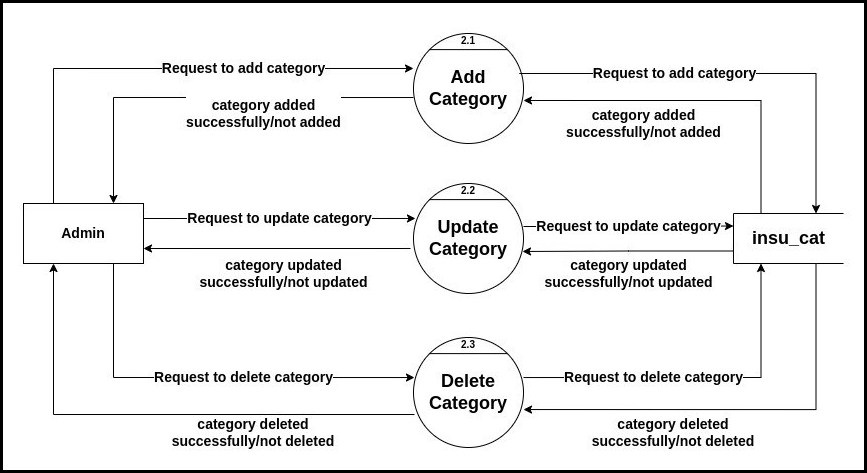 2.1
Add
Category
Request to add category
Request to add category
category added
successfully/not added
category added
successfully/not added
2.2
Update
Category
Admin
insu_cat
Request to update category
Request to update category
category updated
successfully/not updated
category updated
successfully/not updated
2.3
Delete
Category
Request to delete category
Request to delete category
category deleted
successfully/not deleted
category deleted
successfully/not deleted